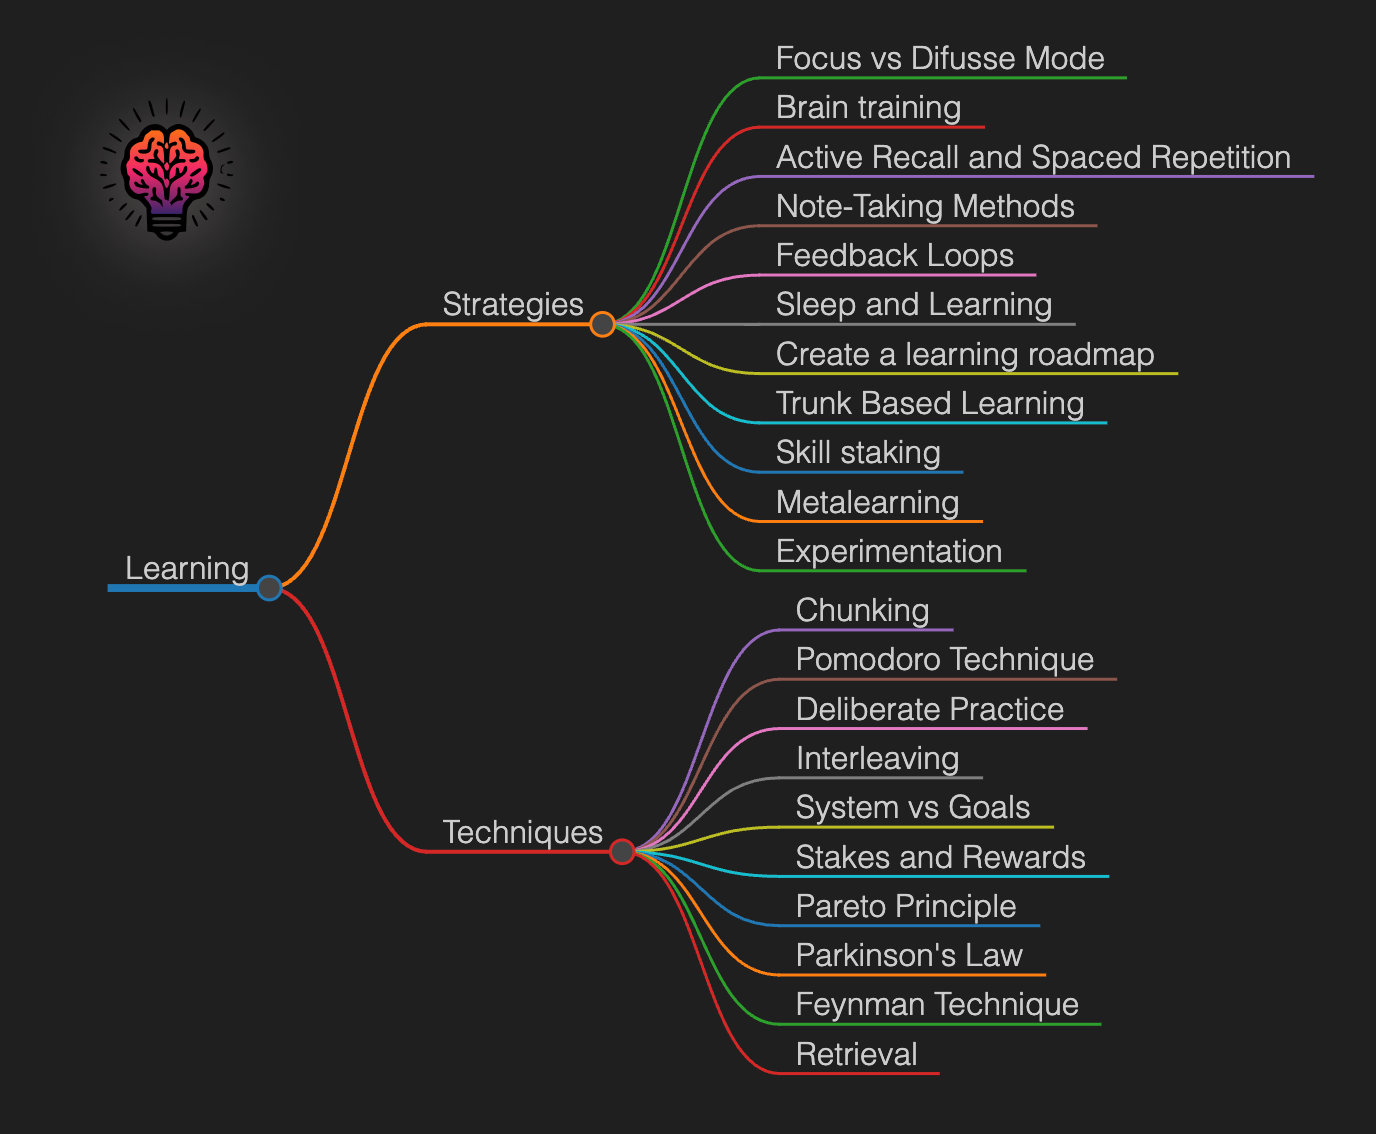 Learning
Strategies
Focus vs Difusse Mode
Brain training
Active Recall and Spaced Repetition
Note-Taking Methods
Feedback Loops
Sleep and Learning
Create a learning roadmap
Trunk Based Learning
Skill staking
Metalearning
Experimentation
Techniques
Chunking
Pomodoro Technique
Deliberate Practice
Interleaving
System vs Goals
Stakes and Rewards
Pareto Principle
Parkinson's Law
Feynman Technique
Retrieval